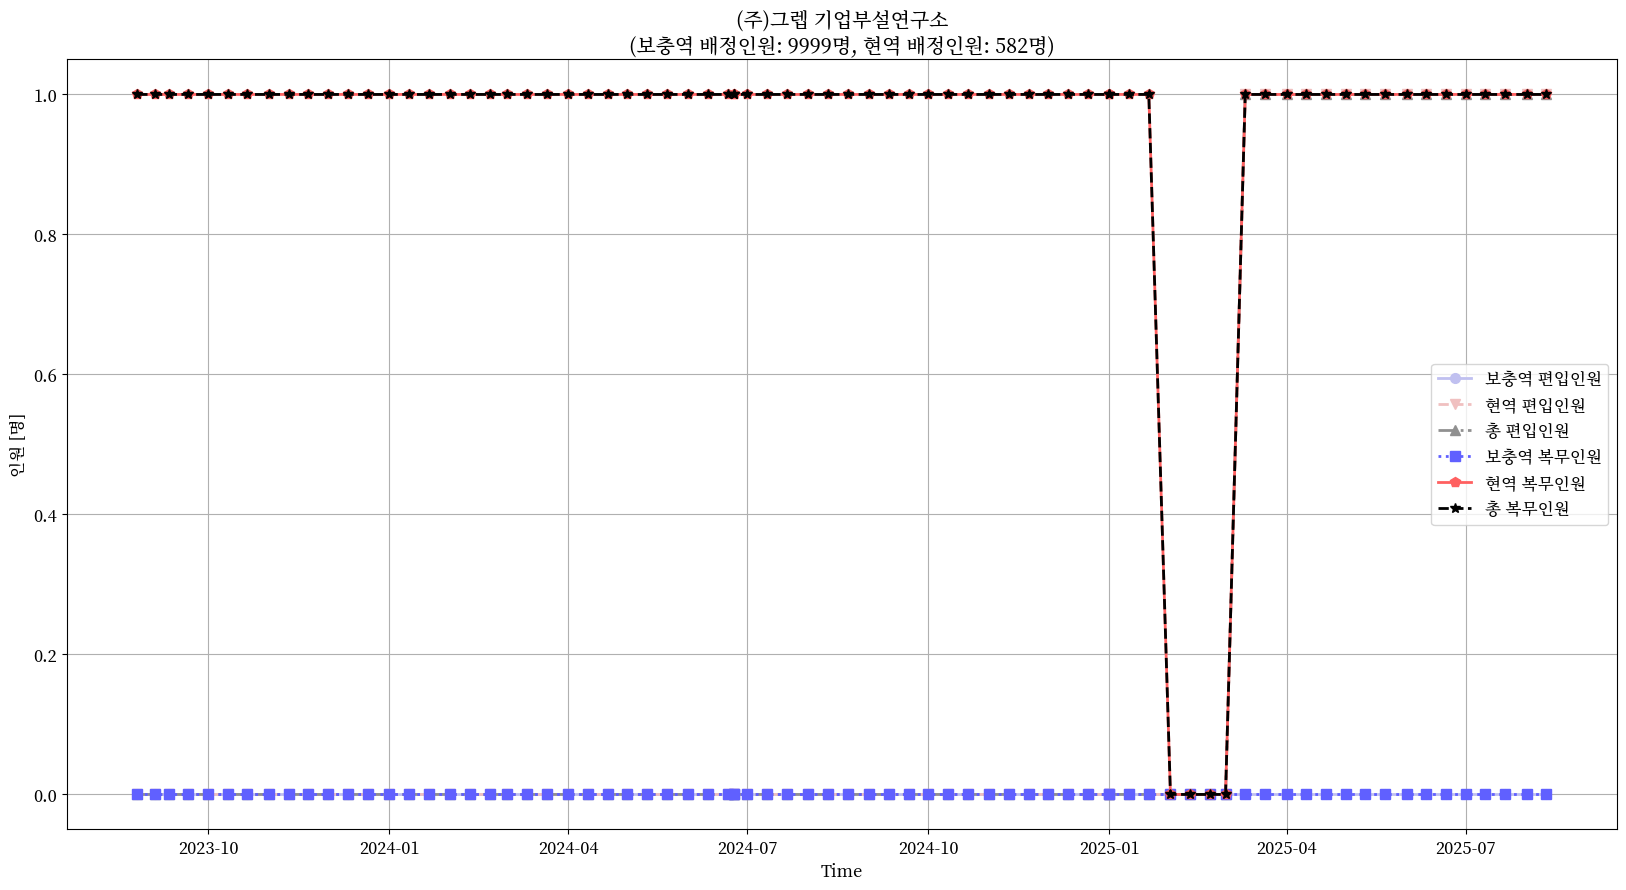 (주)그렙 기업부설연구소
(보충역 배정인원: 9999명, 현역 배정인원: 582명)
1.0
0.8
0.6
0.4
0.2
0.0
인원 [명]
보충역 편입인원
현역 편입인원
총 편입인원
보충역 복무인원
현역 복무인원
총 복무인원
2023-10
2024-01
2024-04
2024-07
2024-10
2025-01
2025-04
2025-07
Time